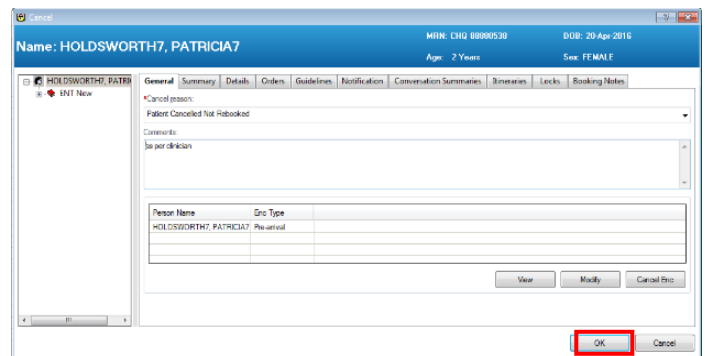 Cancel
MRN: CHQ 00000530 DOB: 20-Apr-2016
Name: HOLDSWORTH7, PATRICIA7
Age: 2 Years Sex: FEMALE
HOLDSWORTH7, PATRI
ENT New
General Summary Details Orders Guidelines Notification Conversation Summaries Itineraries Locks Booking Notes
*Cancel reason:
Patient Cancelled Not Rebooked
Comments:
as per clinician
Person Name Enc Type
HOLDSWORTH7, PATRICIA7 Pre-arrival
View Modify Cancel Enc
OK Cancel